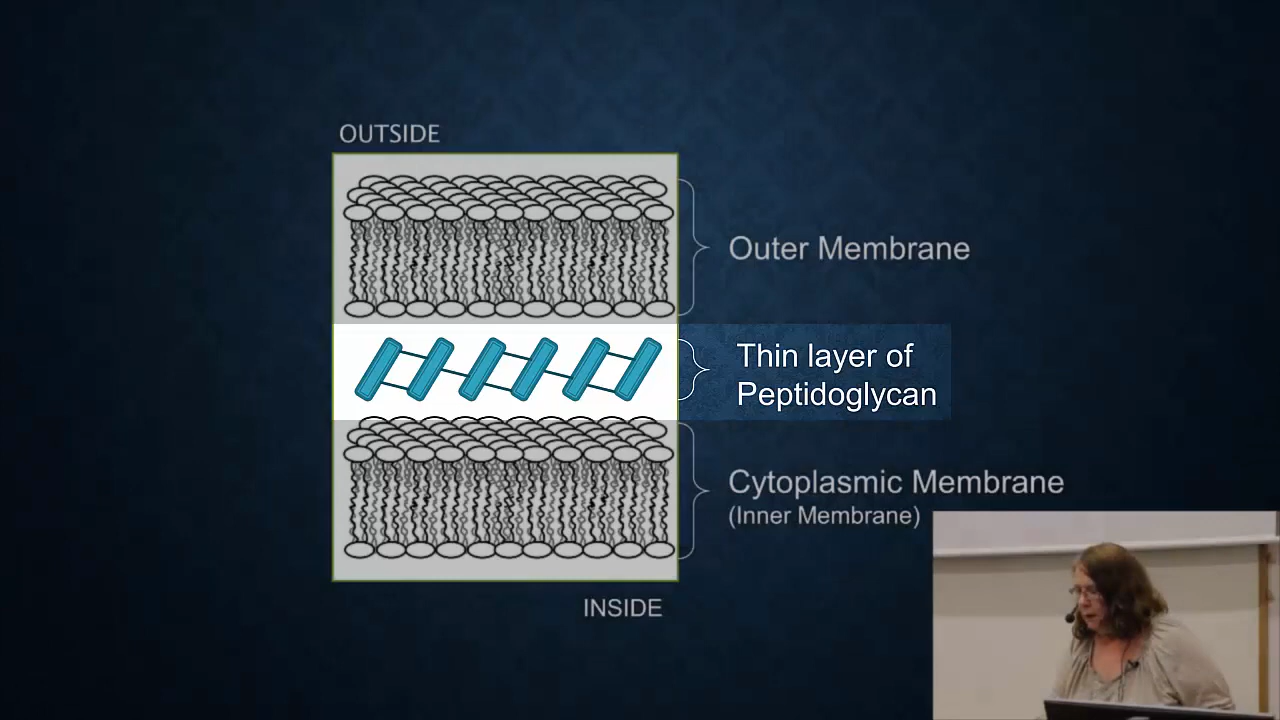 OUTSIDE
Outer Membrane
Thin layer of
Peptidoglycan
Cytoplasmic Membrane
(Inner Membrane)
INSIDE